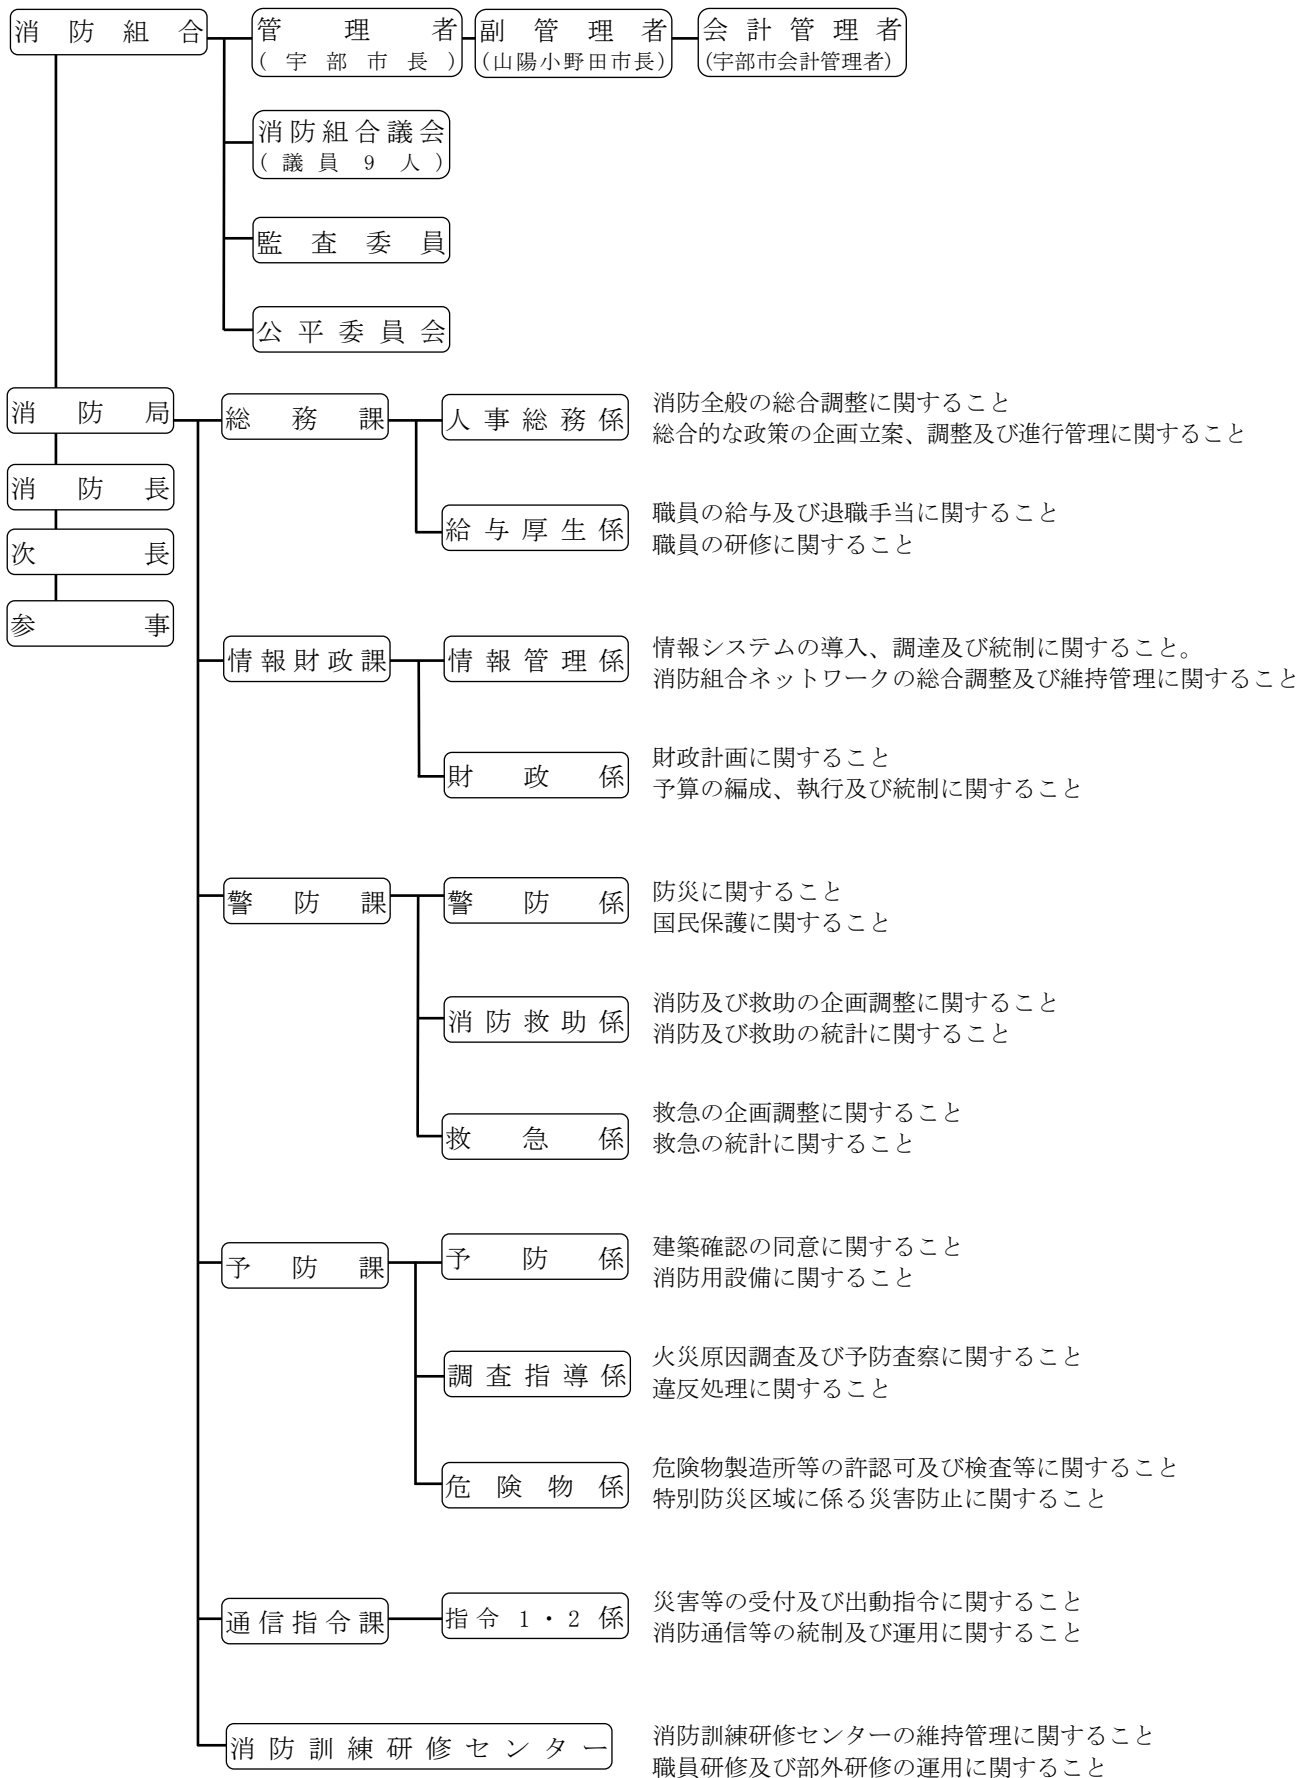 消防組合
管理者
(宇部市長)
副管理者
(山陽小野田市長)
会計管理者
(宇部市会計管理者)
消防組合議会
(議員9人)
監査委員
公平委員会
消防局
消防長
次長
参事
総務課
人事総務係
消防全般の総合調整に関すること
総合的な政策の企画立案、調整及び進行管理に関すること
給与厚生係
職員の給与及び退職手当に関すること
職員の研修に関すること
情報財政課
情報管理係
情報システムの導入、調達及び統制に関すること。
消防組合ネットワークの総合調整及び維持管理に関すること
財政係
財政計画に関すること
予算の編成、執行及び統制に関すること
警防課
警防係
防災に関すること
国民保護に関すること
消防救助係
消防及び救助の企画調整に関すること
消防及び救助の統計に関すること
救急係
救急の企画調整に関すること
救急の統計に関すること
予防課
予防係
建築確認の同意に関すること
消防用設備に関すること
調査指導係
火災原因調査及び予防査察に関すること
違反処理に関すること
危険物係
危険物製造所等の許認可及び検査等に関すること
特別防災区域に係る災害防止に関すること
通信指令課
指令1・2係
災害等の受付及び出動指令に関すること
消防通信等の統制及び運用に関すること
消防訓練研修センター
消防訓練研修センターの維持管理に関すること
職員研修及び部外研修の運用に関すること